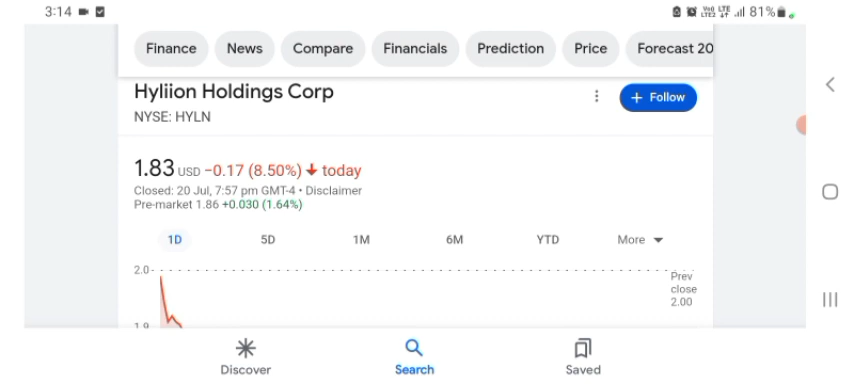 3:14 81%
Finance News Compare Financials Prediction Price Forecast 20
Hyliion Holdings Corp
+ Follow
NYSE: HYLN
1.83 USD −0.17 (8.50%) today
Closed: 20 Jul, 7:57 pm GMT-4 • Disclaimer
Pre-market 1.86 +0.030 (1.64%)
1D 5D 1M 6M YTD More
2.0
Prev
close
2.00
1.9
Discover Search Saved